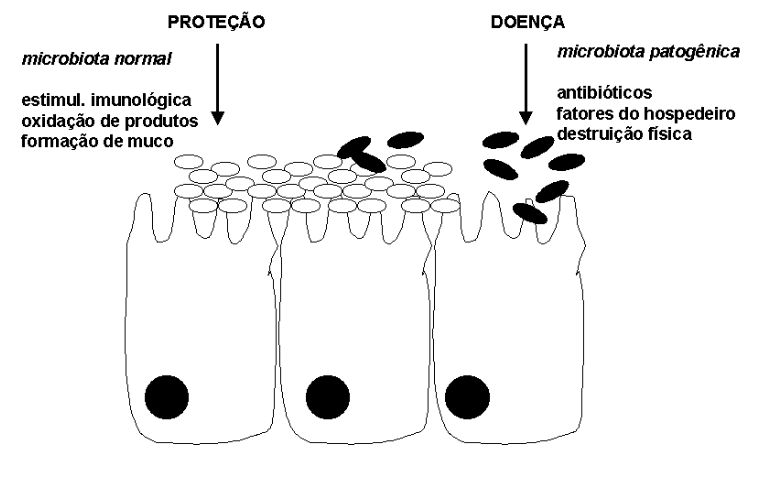 PROTEÇÃO
microbiota normal
estimul. imunológica
oxidação de produtos
formação de muco
DOENÇA
microbiota patogênica
antibióticos
fatores do hospedeiro
destruição física